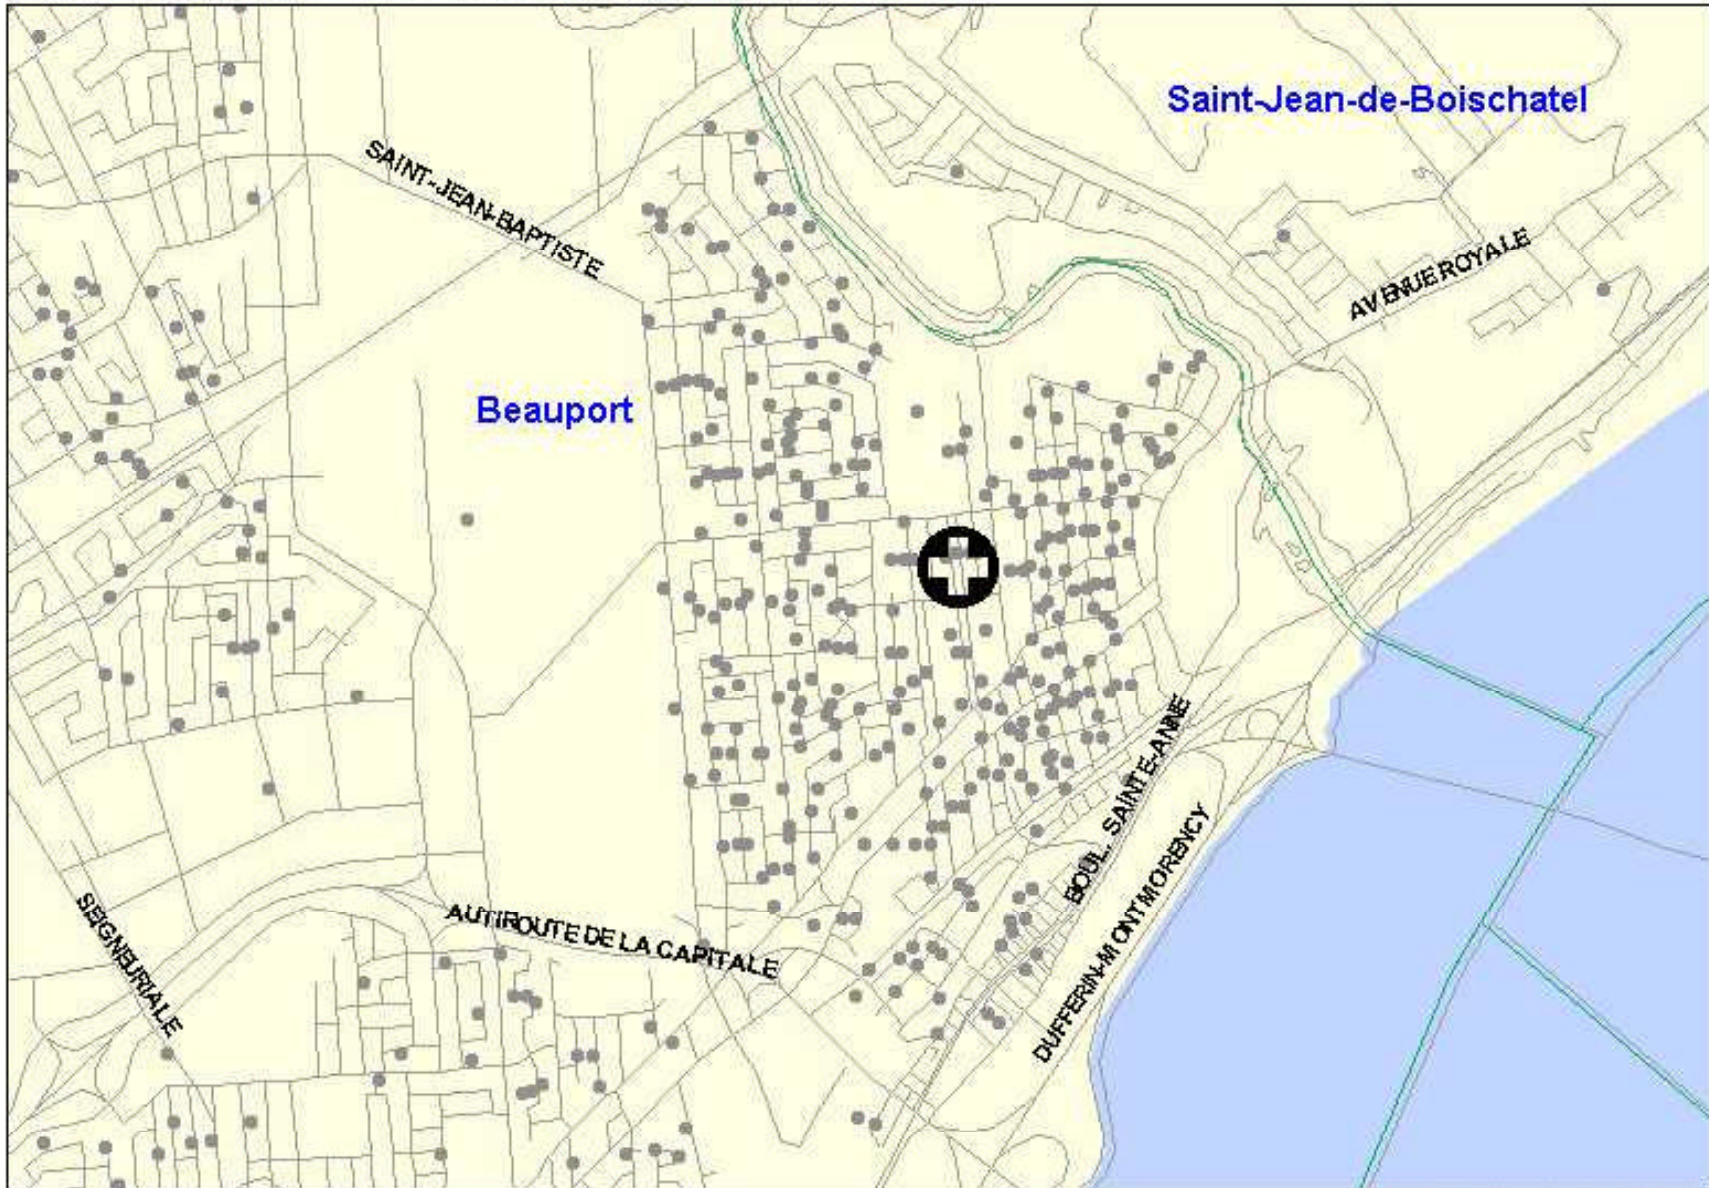 Saint-Jean-de-Boischatel
SAINT-JEAN-BAPTISTE
AVENUE ROYALE
Beauport
BOUL. SAINTE-ANNE
DUFFERIN-MONTMORENCY
SEIGNEURIALE
AUTIROUTE DE LA CAPITALE